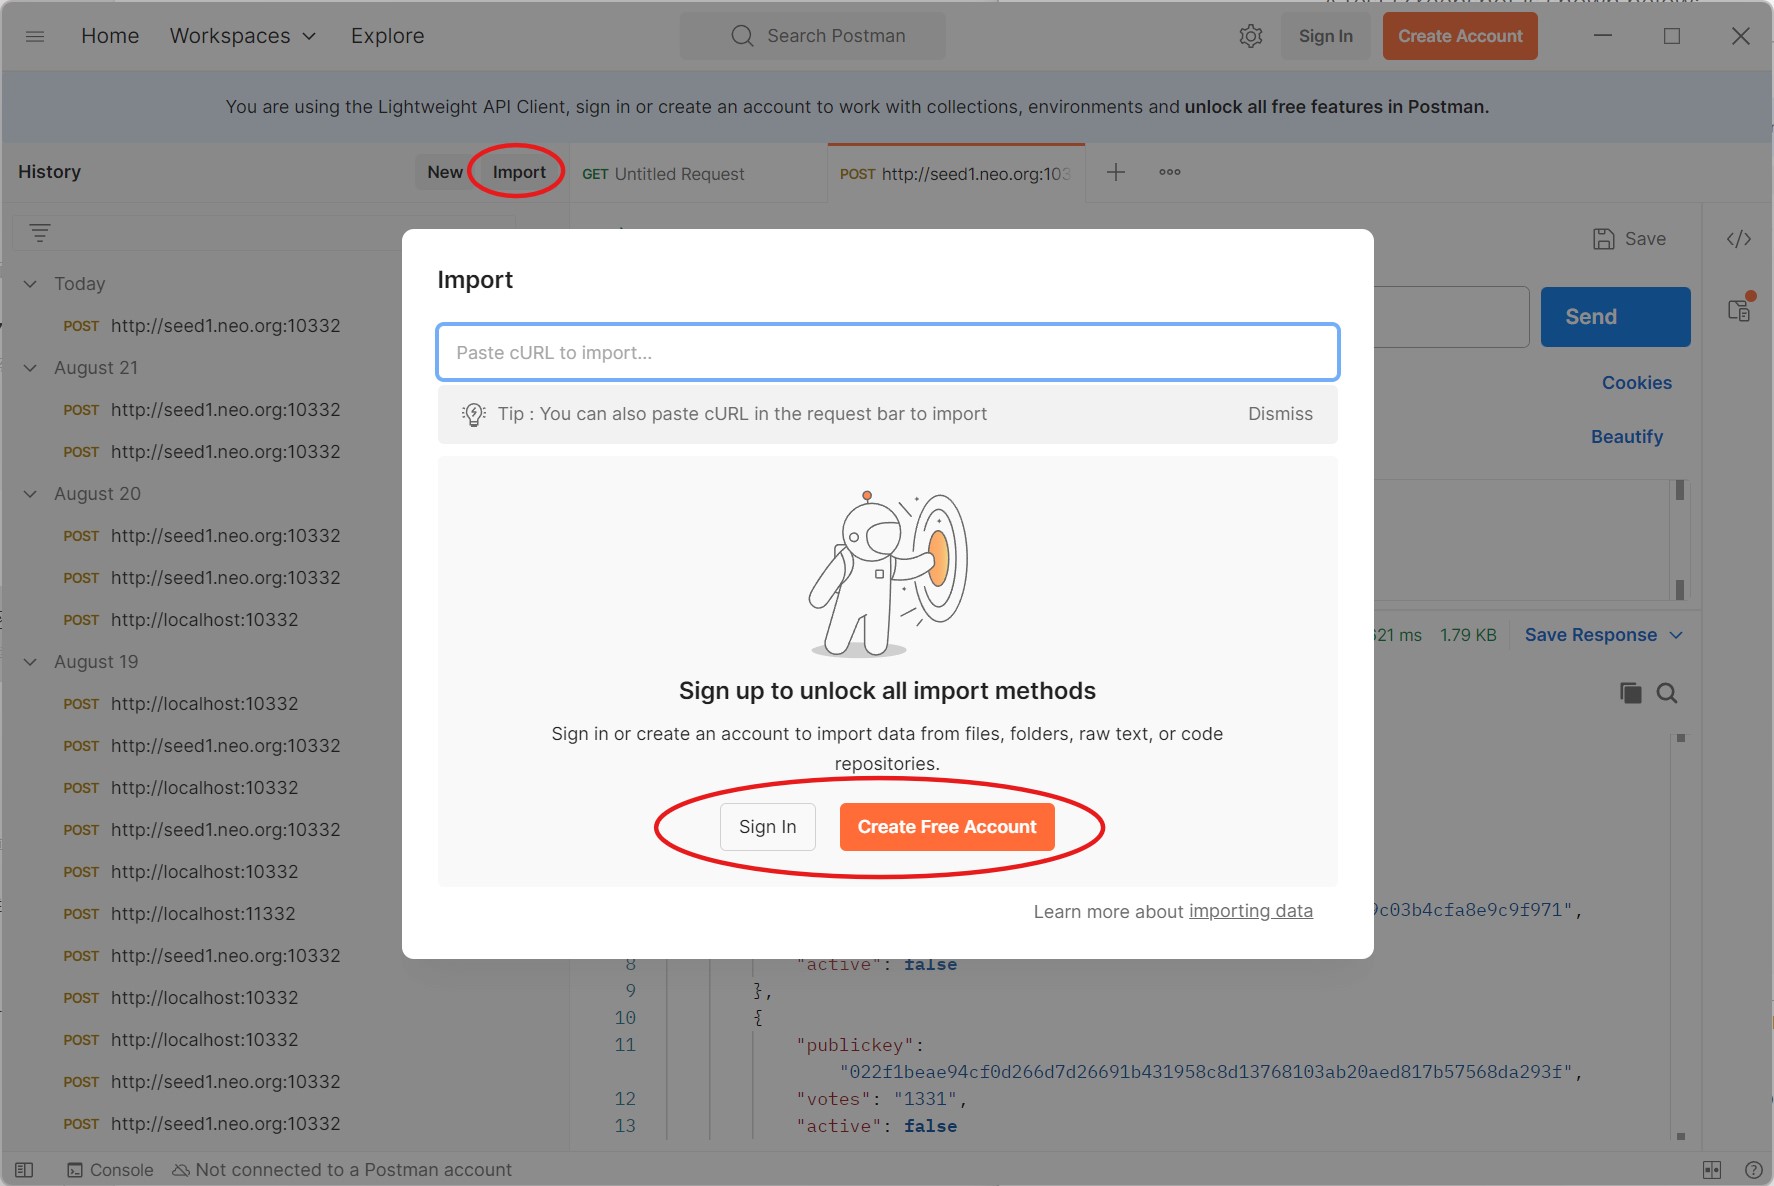 Home Workspaces Explore Search Postman Sign In Create Account
You are using the Lightweight API Client, sign in or create an account to work with collections, environments and unlock all free features in Postman.
History New Import GET Untitled Request POST http://seed1.neo.org:103
Save </>
Import
Paste cURL to import...
Tip : You can also paste cURL in the request bar to import Dismiss
Sign up to unlock all import methods
Sign in or create an account to import data from files, folders, raw text, or code
repositories.
Sign In Create Free Account
Learn more about importing data
Today
POST http://seed1.neo.org:10332
August 21
POST http://seed1.neo.org:10332
POST http://seed1.neo.org:10332
August 20
POST http://seed1.neo.org:10332
POST http://seed1.neo.org:10332
POST http://localhost:10332
August 19
POST http://localhost:10332
POST http://seed1.neo.org:10332
POST http://localhost:10332
POST http://seed1.neo.org:10332
POST http://localhost:10332
POST http://localhost:11332
POST http://seed1.neo.org:10332
POST http://localhost:10332
POST http://localhost:10332
POST http://seed1.neo.org:10332
POST http://seed1.neo.org:10332
Send
Cookies
Beautify
621 ms 1.79 KB Save Response
9c03b4cfa8e9c9f971",
8 "active": false
9 },
10 {
11 "publickey":
"022f1beae94cf0d266d7d26691b431958c8d13768103ab20aed817b57568da293f",
12 "votes": "1331",
13 "active": false
Console Not connected to a Postman account